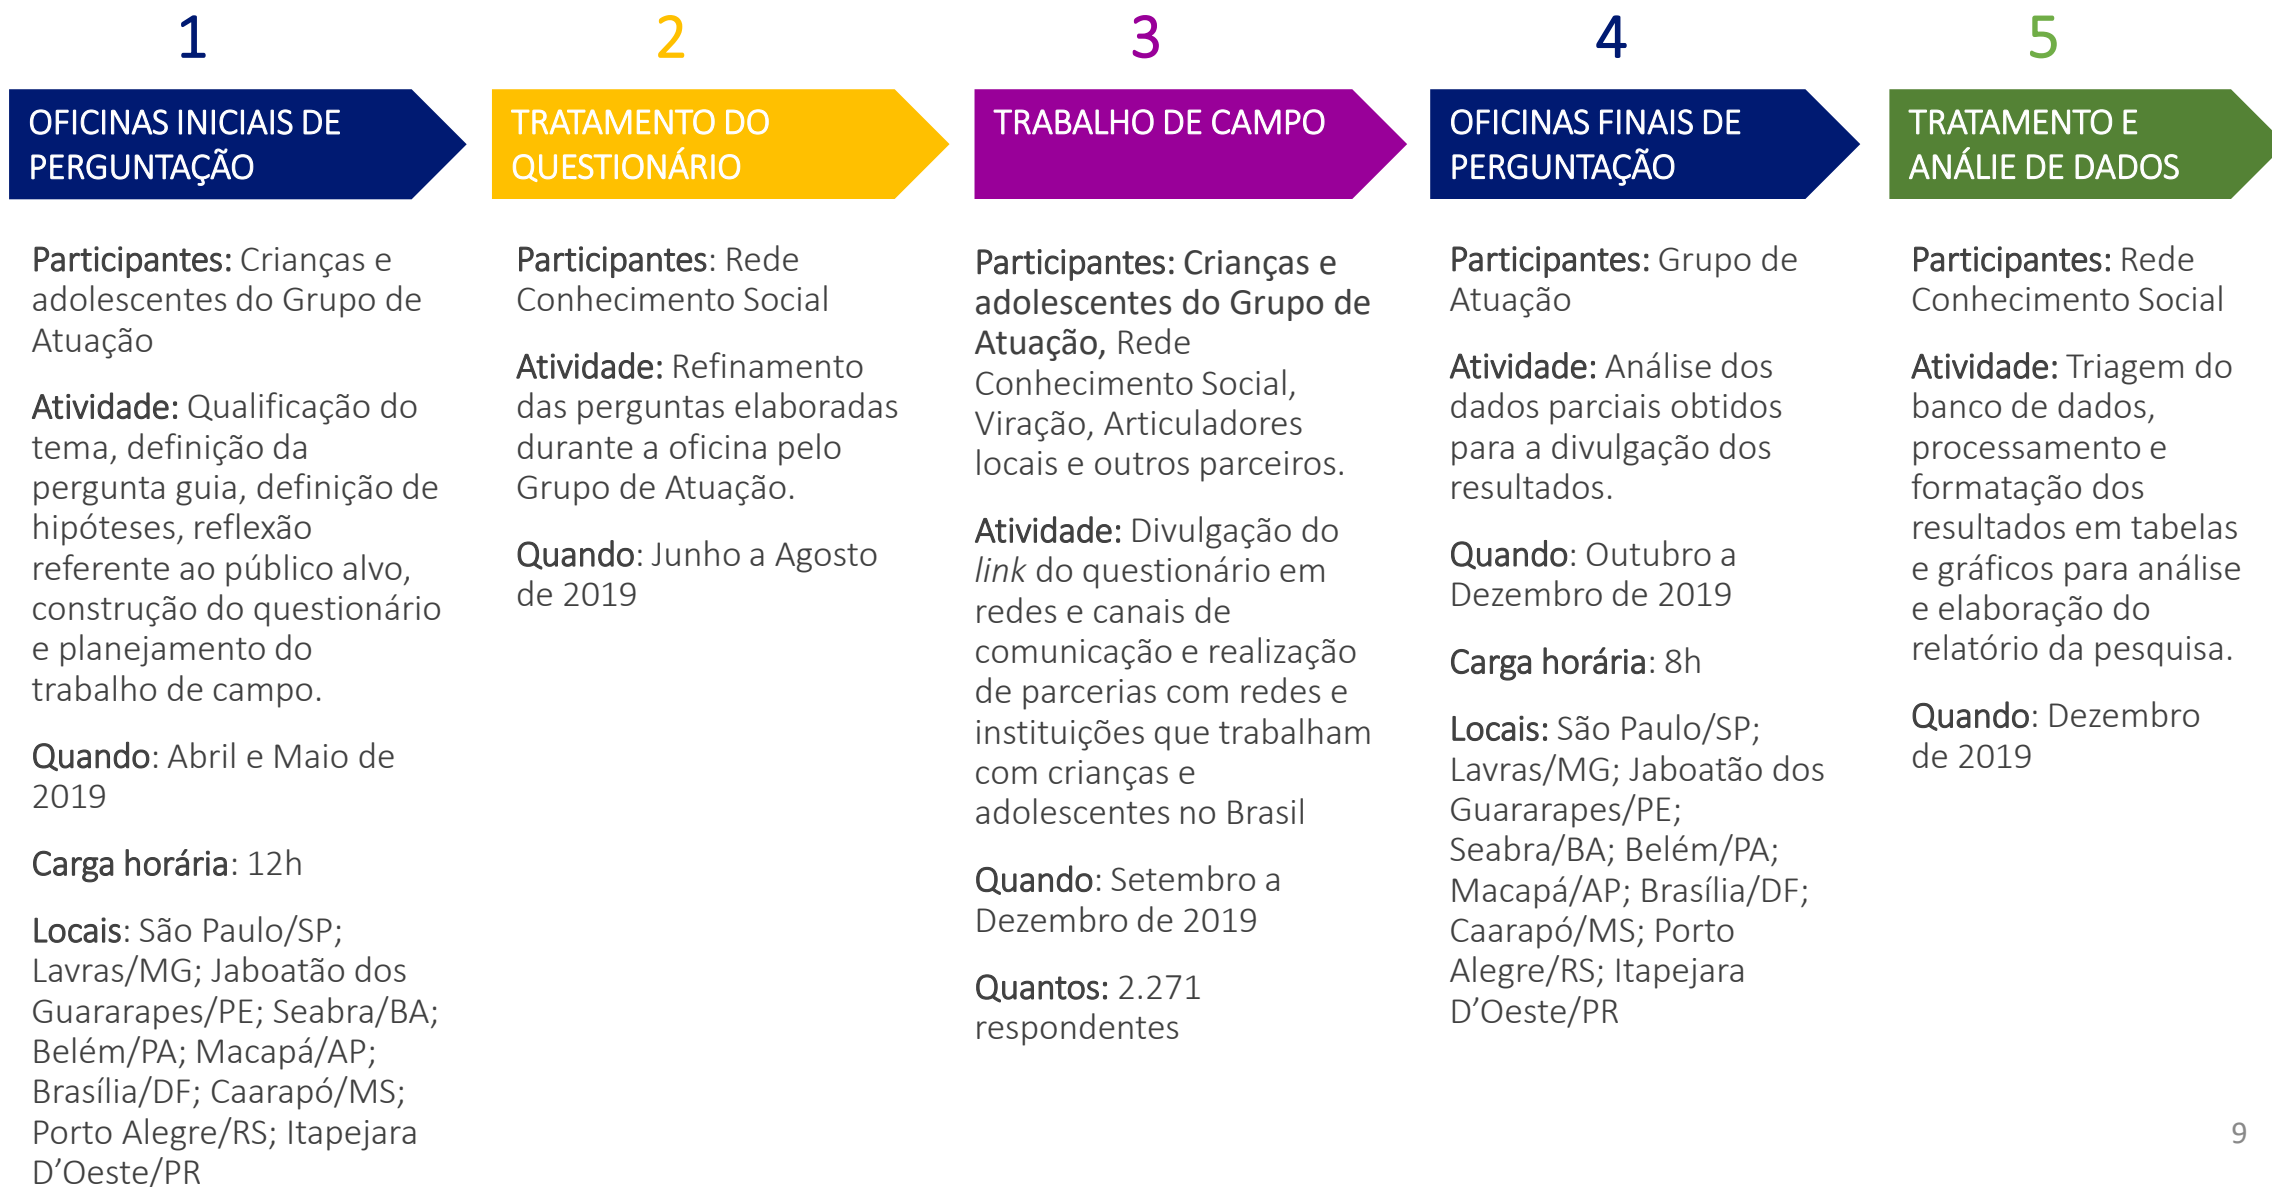 1
OFICINAS INICIAIS DE
PERGUNTAÇÃO
Participantes: Crianças e
adolescentes do Grupo de
Atuação
Atividade: Qualificação do
tema, definição da
pergunta guia, definição de
hipóteses, reflexão
referente ao público alvo,
construção do questionário
e planejamento do
trabalho de campo.
Quando: Abril e Maio de
2019
Carga horária: 12h
Locais: São Paulo/SP;
Lavras/MG; Jaboatão dos
Guararapes/PE; Seabra/BA;
Belém/PA; Macapá/AP;
Brasília/DF; Caarapó/MS;
Porto Alegre/RS; Itapejara
D’Oeste/PR
2
TRATAMENTO DO
QUESTIONÁRIO
Participantes: Rede
Conhecimento Social
Atividade: Refinamento
das perguntas elaboradas
durante a oficina pelo
Grupo de Atuação.
Quando: Junho a Agosto
de 2019
3
TRABALHO DE CAMPO
Participantes: Crianças e
adolescentes do Grupo de
Atuação, Rede
Conhecimento Social,
Viração, Articuladores
locais e outros parceiros.
Atividade: Divulgação do
link do questionário em
redes e canais de
comunicação e realização
de parcerias com redes e
instituições que trabalham
com crianças e
adolescentes no Brasil
Quando: Setembro a
Dezembro de 2019
Quantos: 2.271
respondentes
4
OFICINAS FINAIS DE
PERGUNTAÇÃO
Participantes: Grupo de
Atuação
Atividade: Análise dos
dados parciais obtidos
para a divulgação dos
resultados.
Quando: Outubro a
Dezembro de 2019
Carga horária: 8h
Locais: São Paulo/SP;
Lavras/MG; Jaboatão dos
Guararapes/PE;
Seabra/BA; Belém/PA;
Macapá/AP; Brasília/DF;
Caarapó/MS; Porto
Alegre/RS; Itapejara
D’Oeste/PR
5
TRATAMENTO E
ANÁLIE DE DADOS
Participantes: Rede
Conhecimento Social
Atividade: Triagem do
banco de dados,
processamento e
formatação dos
resultados em tabelas
e gráficos para análise
e elaboração do
relatório da pesquisa.
Quando: Dezembro
de 2019
9